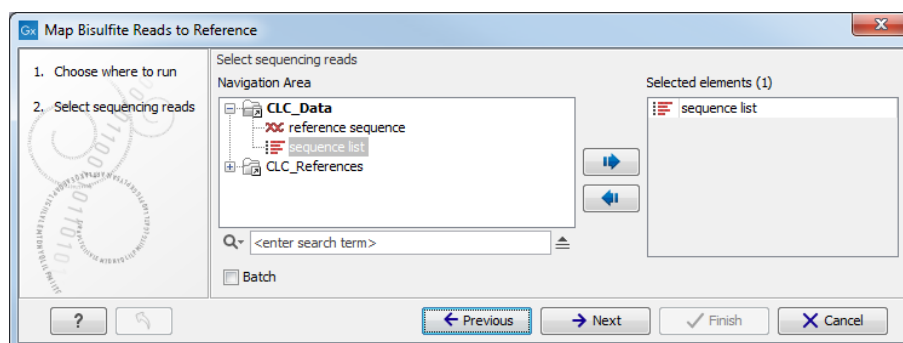 Gx Map Bisulfite Reads to Reference
1. Choose where to run
2. Select sequencing reads
Select sequencing reads
Navigation Area
CLC_Data
reference sequence
sequence list
CLC_References
<enter search term>
Batch
Selected elements (1)
sequence list
?
Previous
Next
Finish
Cancel